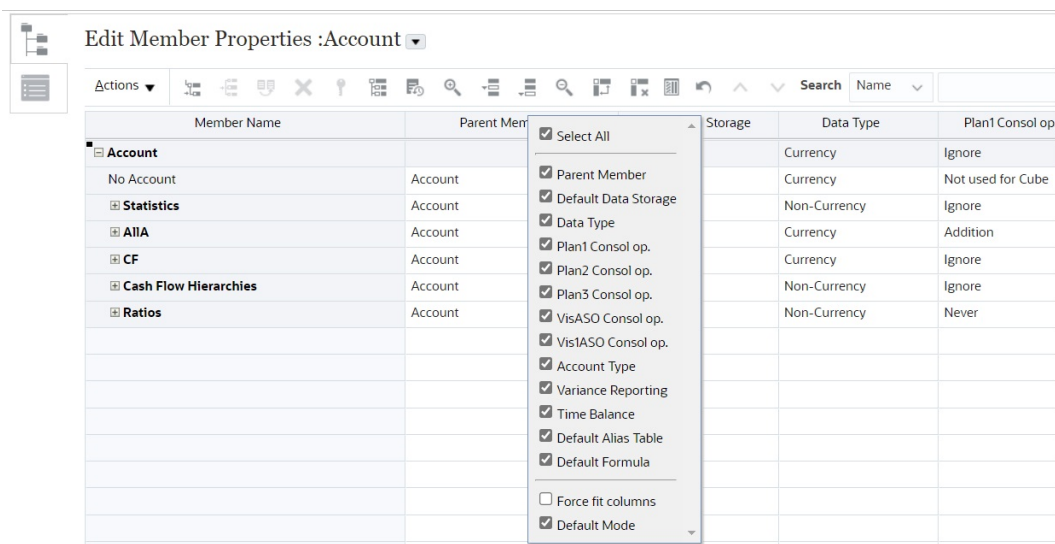 Edit Member Properties :Account
Actions
Search
Name
Member Name
Parent Mem
Storage
Data Type
Plan1 Consol op
Account
Currency
Ignore
No Account
Account
Currency
Not used for Cube
Statistics
Account
Non-Currency
Ignore
AllA
Account
Currency
Addition
CF
Account
Currency
Ignore
Cash Flow Hierarchies
Account
Non-Currency
Ignore
Ratios
Account
Non-Currency
Never
Select All
Parent Member
Default Data Storage
Data Type
Plan1 Consol op.
Plan2 Consol op.
Plan3 Consol op.
VisASO Consol op.
Vis1ASO Consol op.
Account Type
Variance Reporting
Time Balance
Default Alias Table
Default Formula
Force fit columns
Default Mode